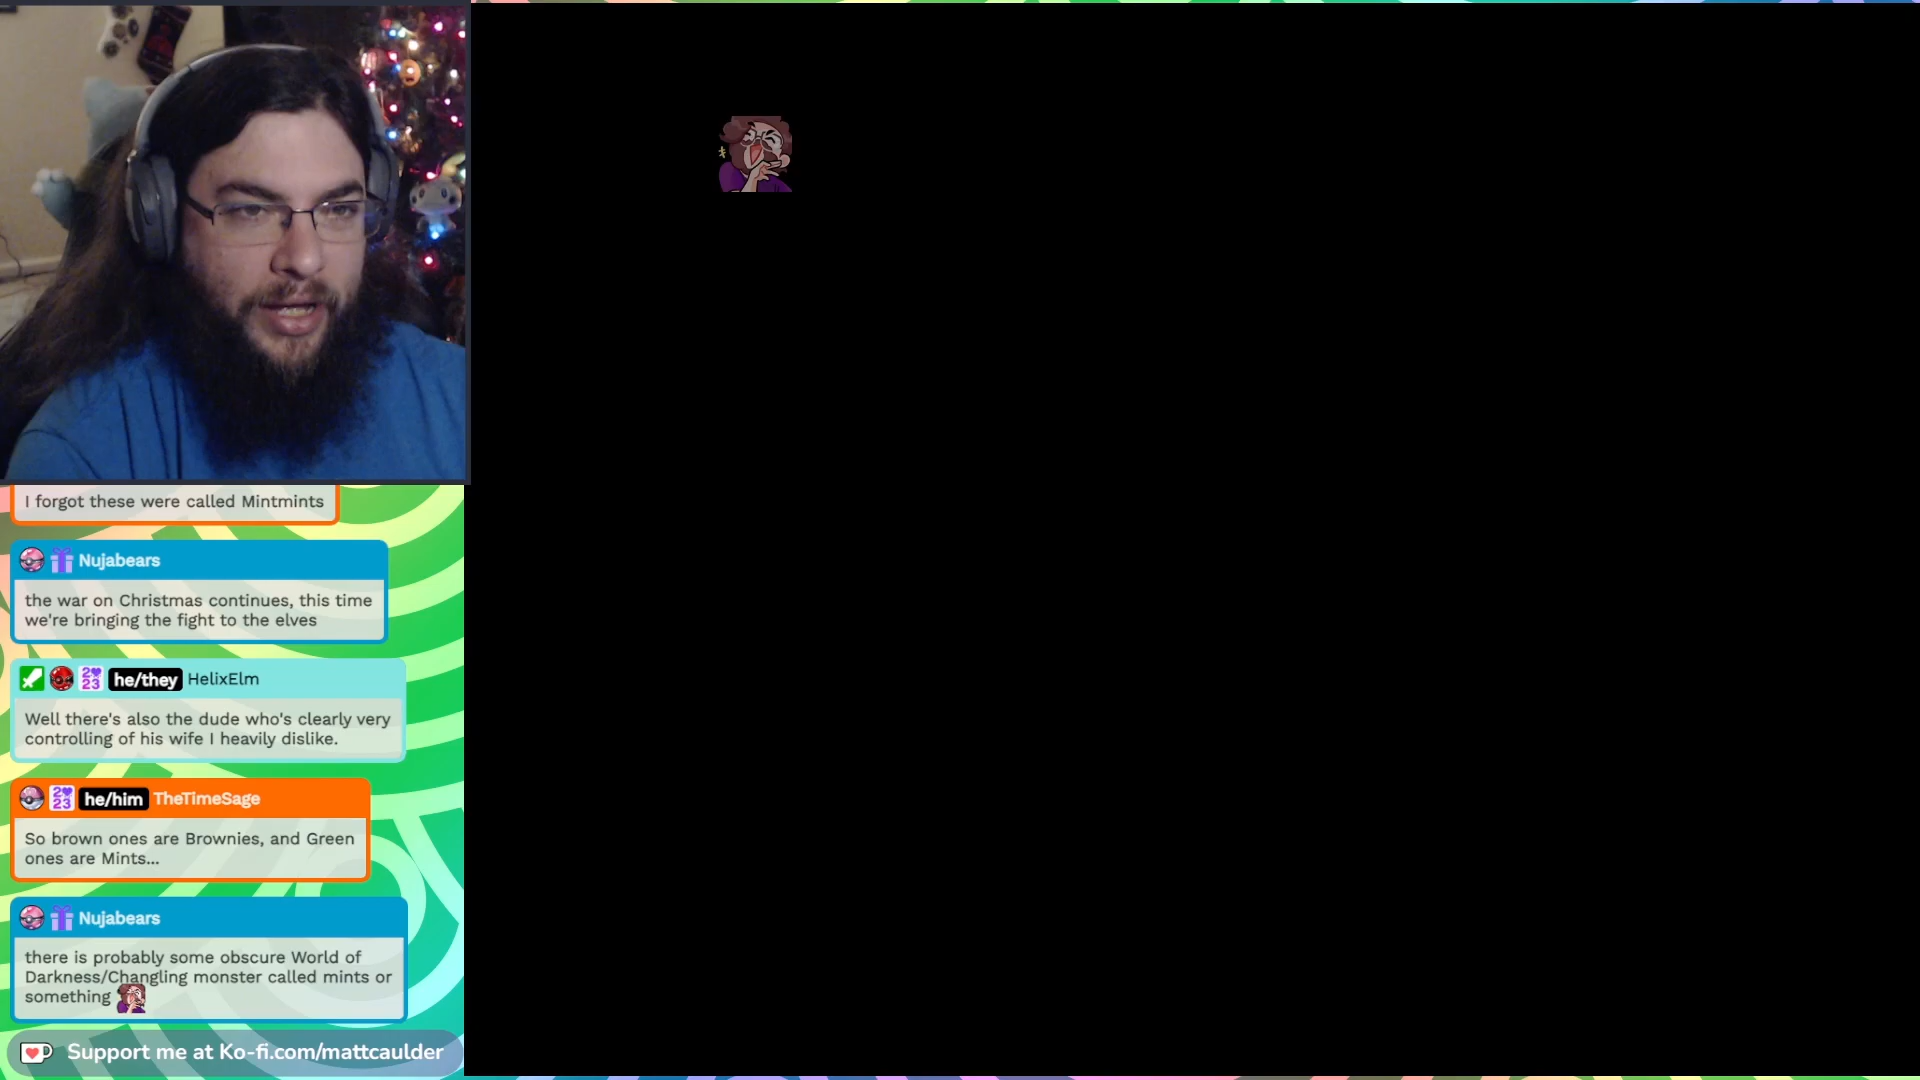 I forgot these were called Mintmints
Nujabears
the war on Christmas continues, this time
we're bringing the fight to the elves
2023 he/they HelixElm
Well there's also the dude who's clearly very
controlling of his wife I heavily dislike.
2023 he/him TheTimeSage
So brown ones are Brownies, and Green
ones are Mints...
Nujabears
there is probably some obscure World of
Darkness/Changling monster called mints or
something
Support me at Ko-fi.com/mattcaulder